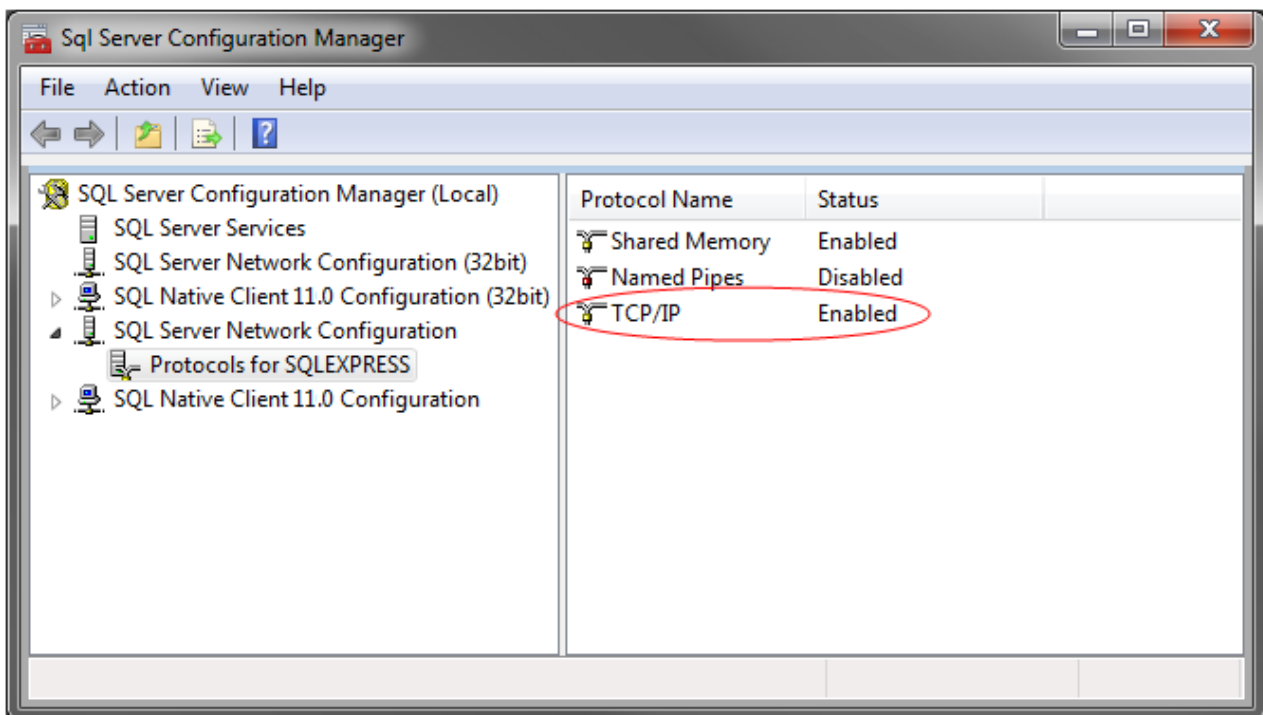 Sql Server Configuration Manager
File Action View Help
SQL Server Configuration Manager (Local)
SQL Server Services
SQL Server Network Configuration (32bit)
SQL Native Client 11.0 Configuration (32bit)
SQL Server Network Configuration
Protocols for SQLEXPRESS
SQL Native Client 11.0 Configuration
Protocol Name Status
Shared Memory Enabled
Named Pipes Disabled
TCP/IP Enabled